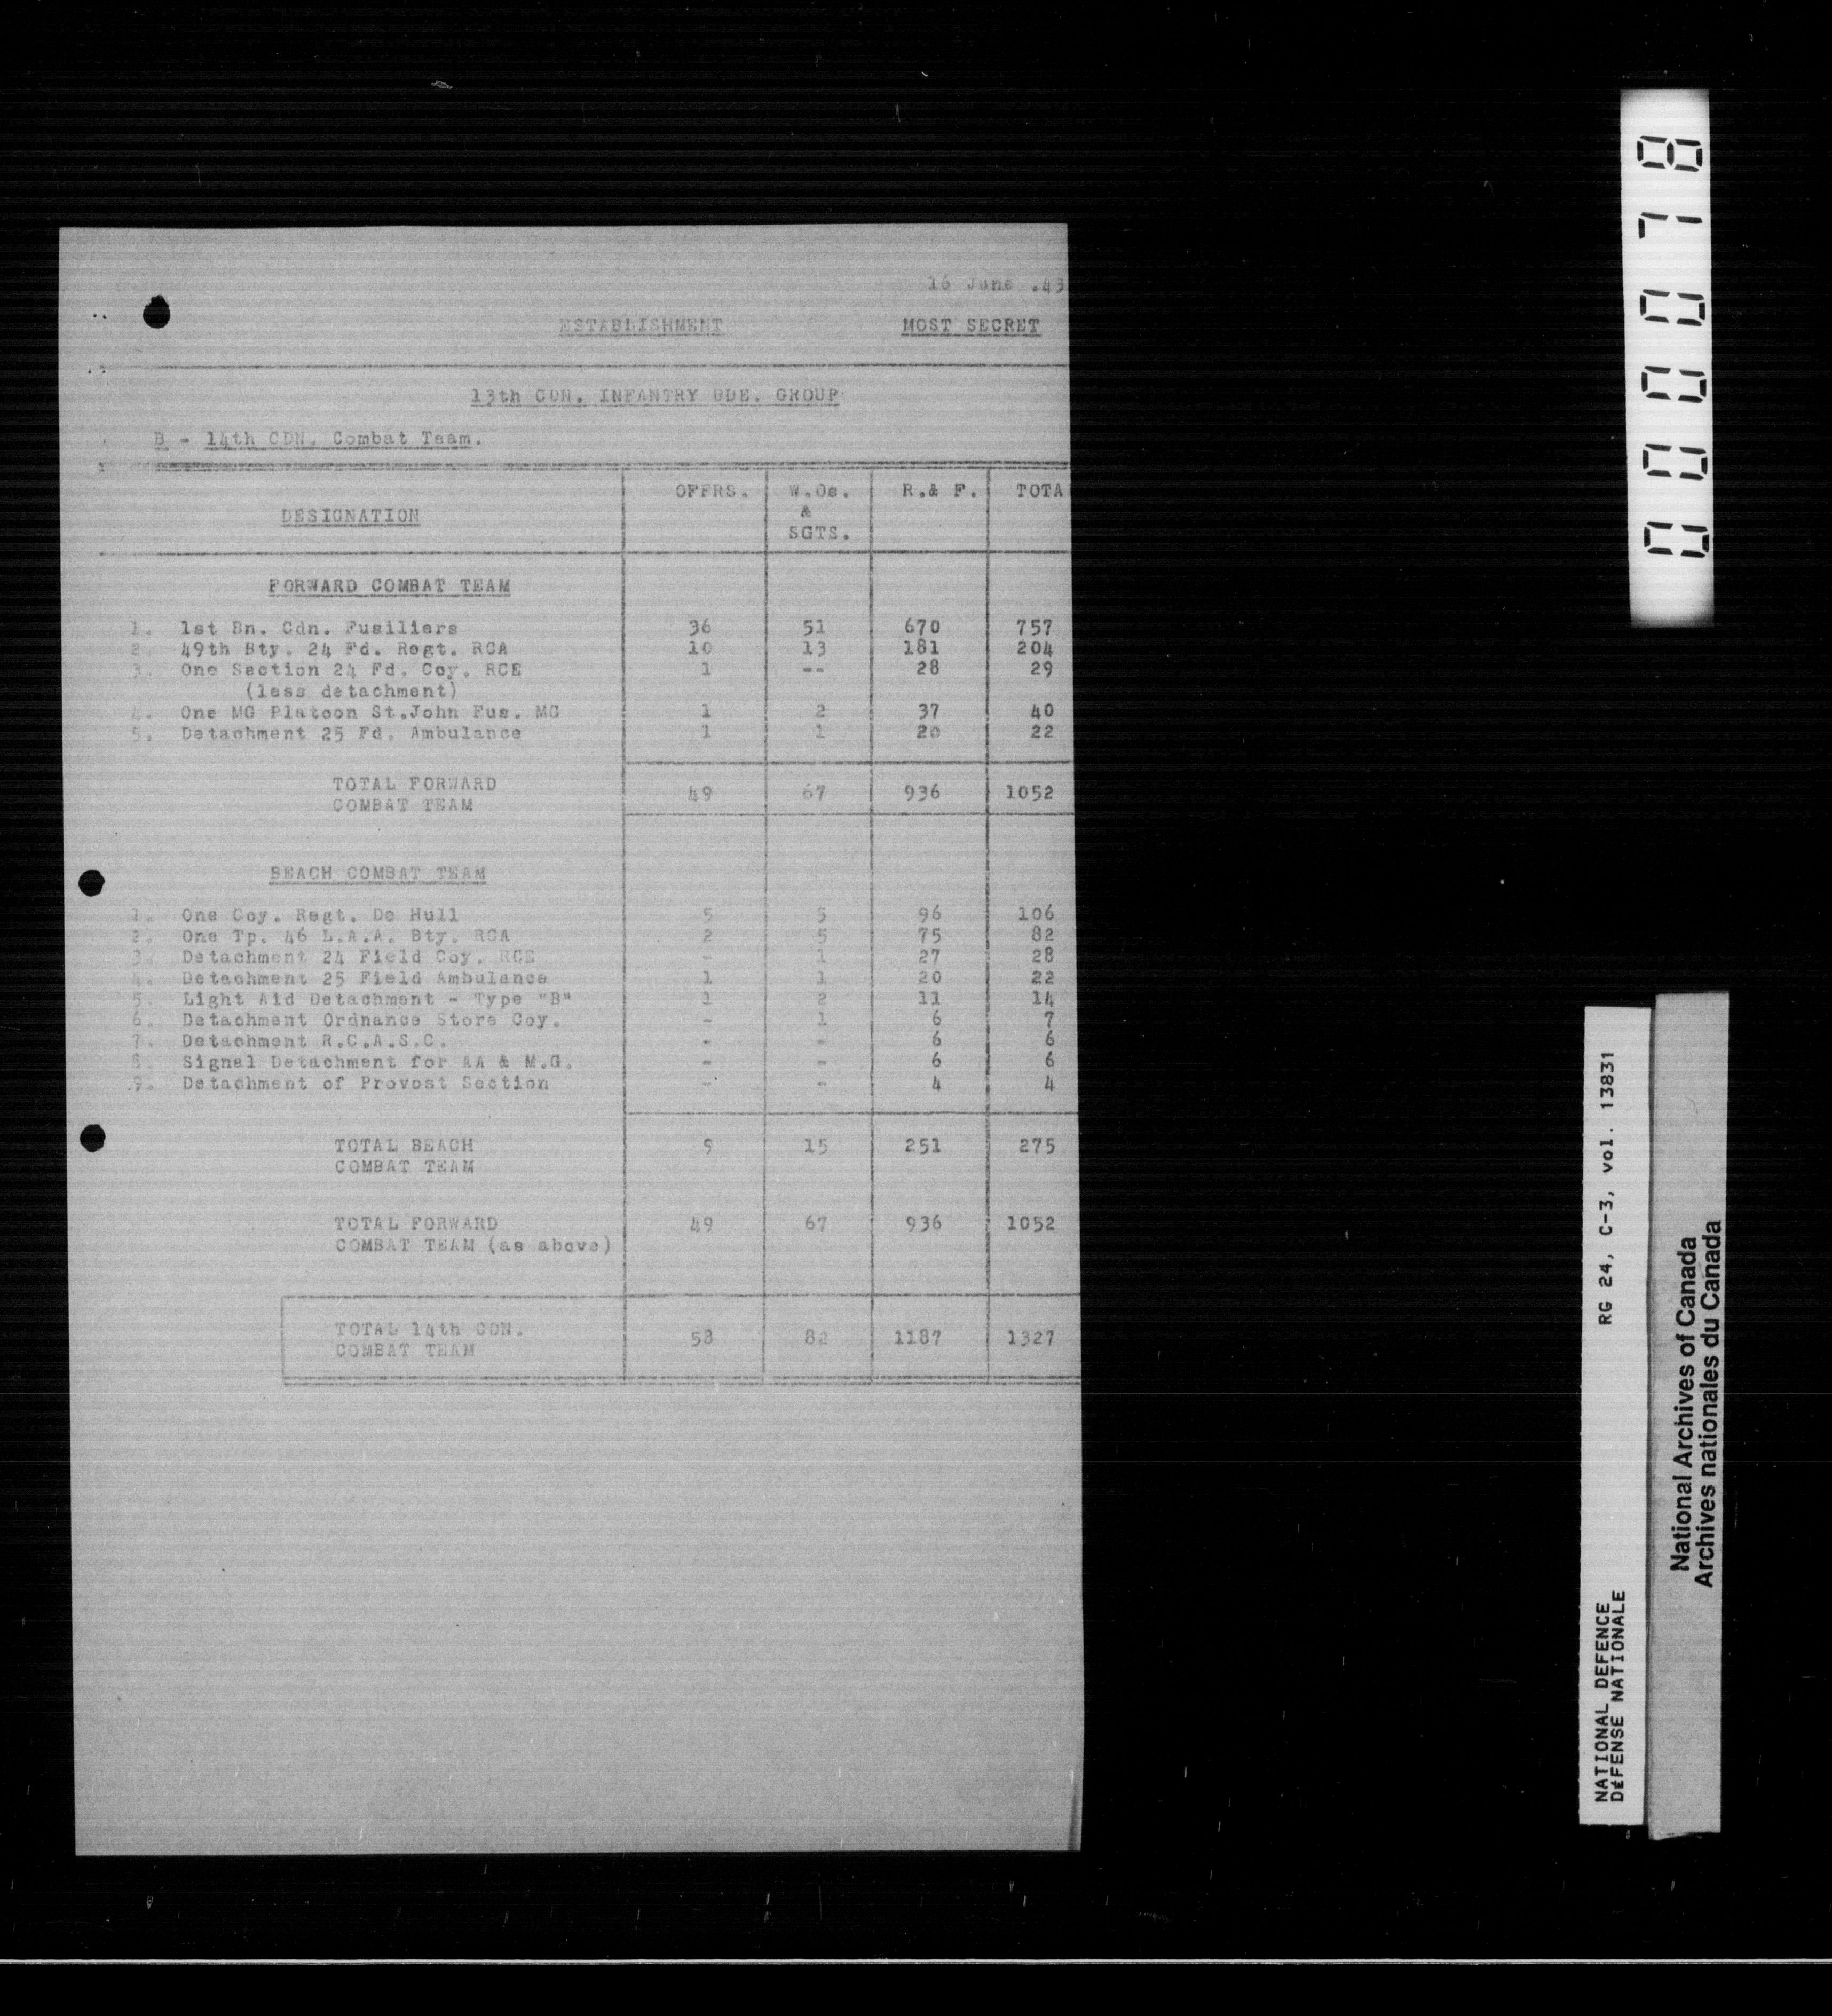 16 June .43
ESTABLISHMENT MOST SECRET
13th CDN. INFANTRY BDE. GROUP
B - 14th CDN. Combat Team.
DESIGNATION OFFRS. W.Os. & SGTS. R.& F. TOTA
FORWARD COMBAT TEAM
1. 1st Bn. Cdn. Fusiliers 36 51 670 757
2. 49th Bty. 24 Fd. Regt. RCA 10 13 181 204
3. One Section 24 Fd. Coy. RCE 1 -- 28 29
(less detachment)
4. One MG Platoon St.John Fus. MG 1 2 37 40
5. Detachment 25 Fd. Ambulance 1 1 20 22
TOTAL FORWARD
COMBAT TEAM 49 67 936 1052
BEACH COMBAT TEAM
1. One Coy. Regt. De Hull 5 5 96 106
2. One Tp. 46 L.A.A. Bty. RCA 2 5 75 82
3. Detachment 24 Field Coy. RCE - 1 27 28
4. Detachment 25 Field Ambulance 1 1 20 22
5. Light Aid Detachment - Type "B" 1 2 11 14
6. Detachment Ordnance Store Coy. - 1 6 7
7. Detachment R.C.A.S.C. - - 6 6
8. Signal Detachment for AA & M.G. - - 6 6
9. Detachment of Provost Section - - 4 4
TOTAL BEACH 9 15 251 275
COMBAT TEAM
TOTAL FORWARD 49 67 936 1052
COMBAT TEAM (as above)
TOTAL 14th CDN. 58 82 1187 1327
COMBAT TEAM
00000078
NATIONAL DEFENCE RG 24, C-3, vol. 13831
DÉFENSE NATIONALE
National Archives of Canada
Archives nationales du Canada